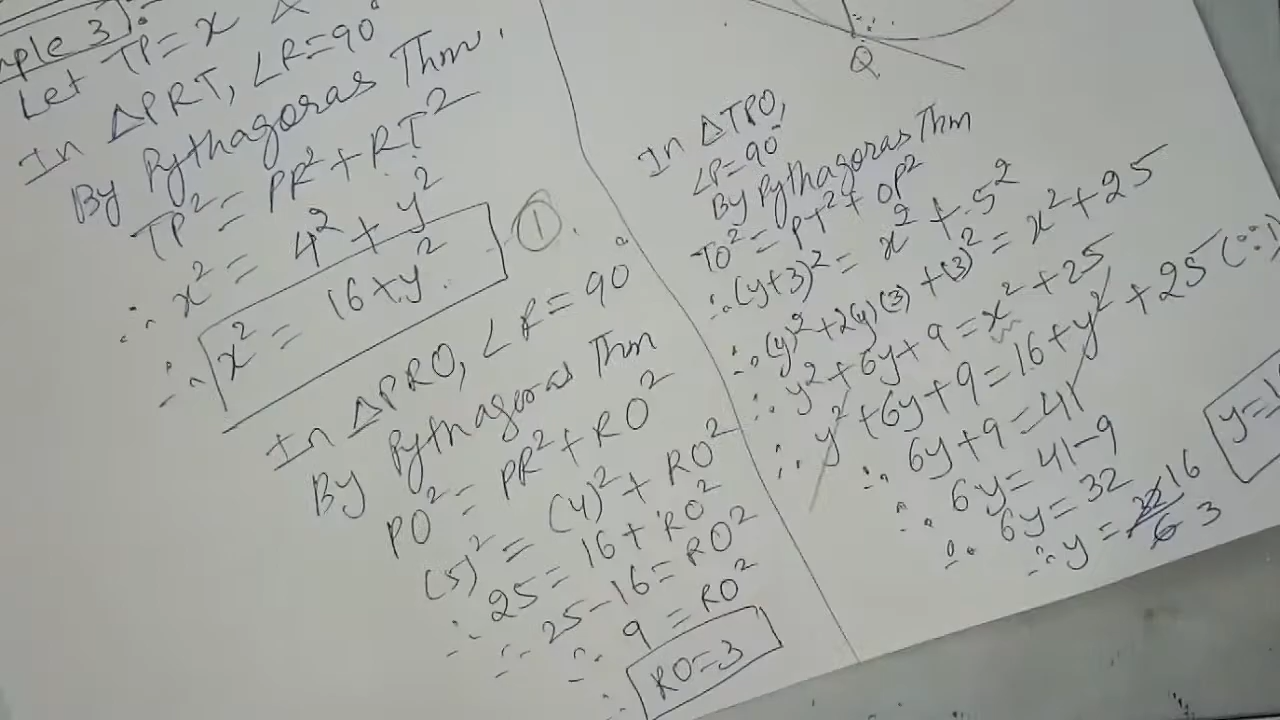 mple 3):
Let TP = x
In △PRT, ∠R=90°
By Pythagoras Thm.
TP² = PR² + RT²
∴ x² = 4² + y²
∴ x² = 16 + y². ①.
In △PRO, ∠R = 90°
By Pythagoras Thm
PO² = PR² + RO²
(5)² = (4)² + RO²
∴ 25 = 16 + RO²
∴ 25-16 = RO²
∴ 9 = RO²
∴ RO=3
Q
In △TPO,
∠P=90°
By Pythagoras Thm
TO² = PT² + OP²
∴ (y+3)² = x² + 5²
∴ (y)² + 2(y)(3) + (3)² = x² + 25
∴ y² + 6y + 9 = x² + 25
∴ y² + 6y + 9 = 16 + y² + 25 (∵)
∴ 6y + 9 = 41
∴ 6y = 41-9
∴ 6y = 32
∴ y = 32/6 16 3
y=1